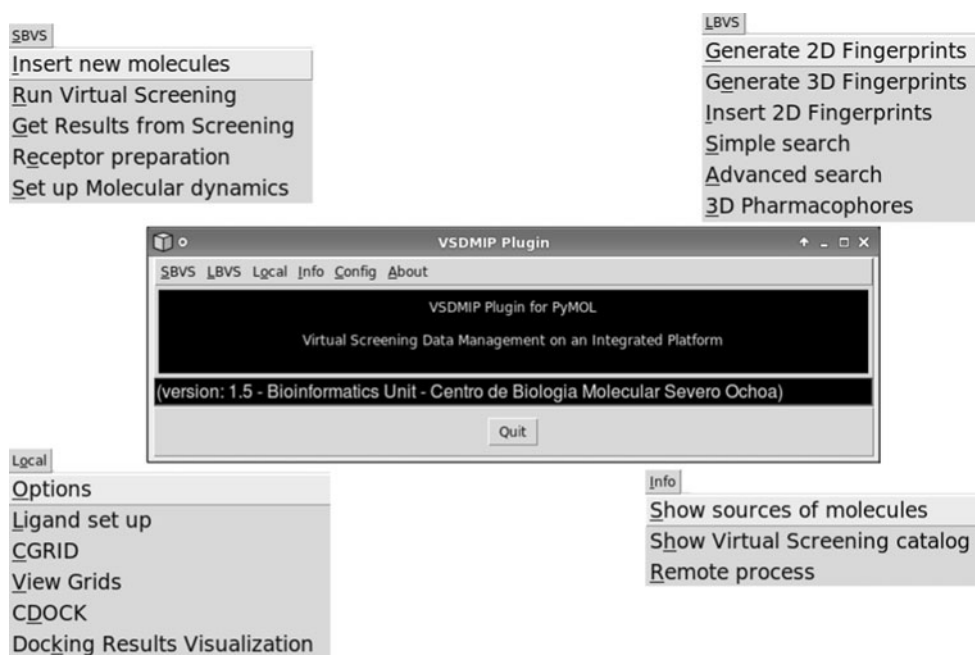 SBVS
Insert new molecules
Run Virtual Screening
Get Results from Screening
Receptor preparation
Set up Molecular dynamics
LBVS
Generate 2D Fingerprints
Generate 3D Fingerprints
Insert 2D Fingerprints
Simple search
Advanced search
3D Pharmacophores
VSDMIP Plugin
SBVS LBVS Local Info Config About
VSDMIP Plugin for PyMOL
Virtual Screening Data Management on an Integrated Platform
(version: 1.5 - Bioinformatics Unit - Centro de Biologia Molecular Severo Ochoa)
Quit
Local
Options
Ligand set up
CGRID
View Grids
CDOCK
Docking Results Visualization
Info
Show sources of molecules
Show Virtual Screening catalog
Remote process